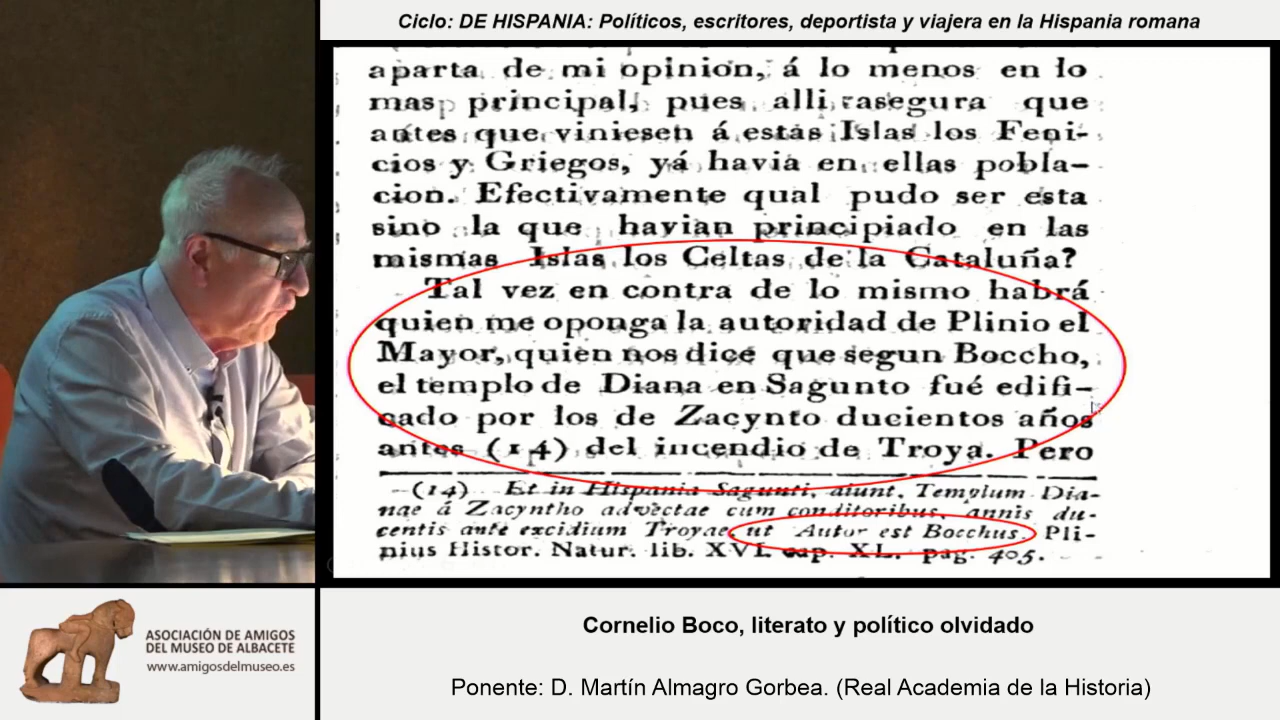 Ciclo: DE HISPANIA: Políticos, escritores, deportista y viajera en la Hispania romana
aparta de mi opinion, á lo menos en lo
mas principal, pues alli asegura que
antes que viniesen á estas Islas los Feni-
cios y Griegos, yá havia en ellas pobla-
cion. Efectivamente qual pudo ser esta
sino la que havian principiado en las
mismas Islas los Celtas de la Cataluña?
Tal vez en contra de lo mismo habrá
quien me oponga la autoridad de Plinio el
Mayor, quien nos dice que segun Boccho,
el templo de Diana en Sagunto fué edifi-
cado por los de Zacynto ducientos años
antes (14) del incendio de Troya. Pero
(14) Et in Hispania Sagunti, aiunt, Templum Dia-
nae á Zacyntho advectae cum conditoribus, annis du-
centis ante excidium Troyae, ut Autor est Bocchus. Pli-
nius Histor. Natur. lib. XVI. cap. XL. pag. 405.
ASOCIACIÓN DE AMIGOS
DEL MUSEO DE ALBACETE
www.amigosdelmuseo.es
Cornelio Boco, literato y político olvidado
Ponente: D. Martín Almagro Gorbea. (Real Academia de la Historia)